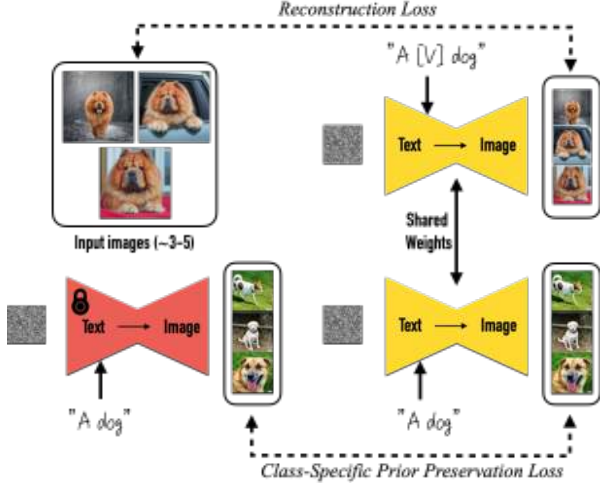 Reconstruction Loss
"A [V] dog"
Text → Image
Input images (~3-5)
Shared
Weights
Text → Image
Text → Image
"A dog"
"A dog"
Class-Specific Prior Preservation Loss